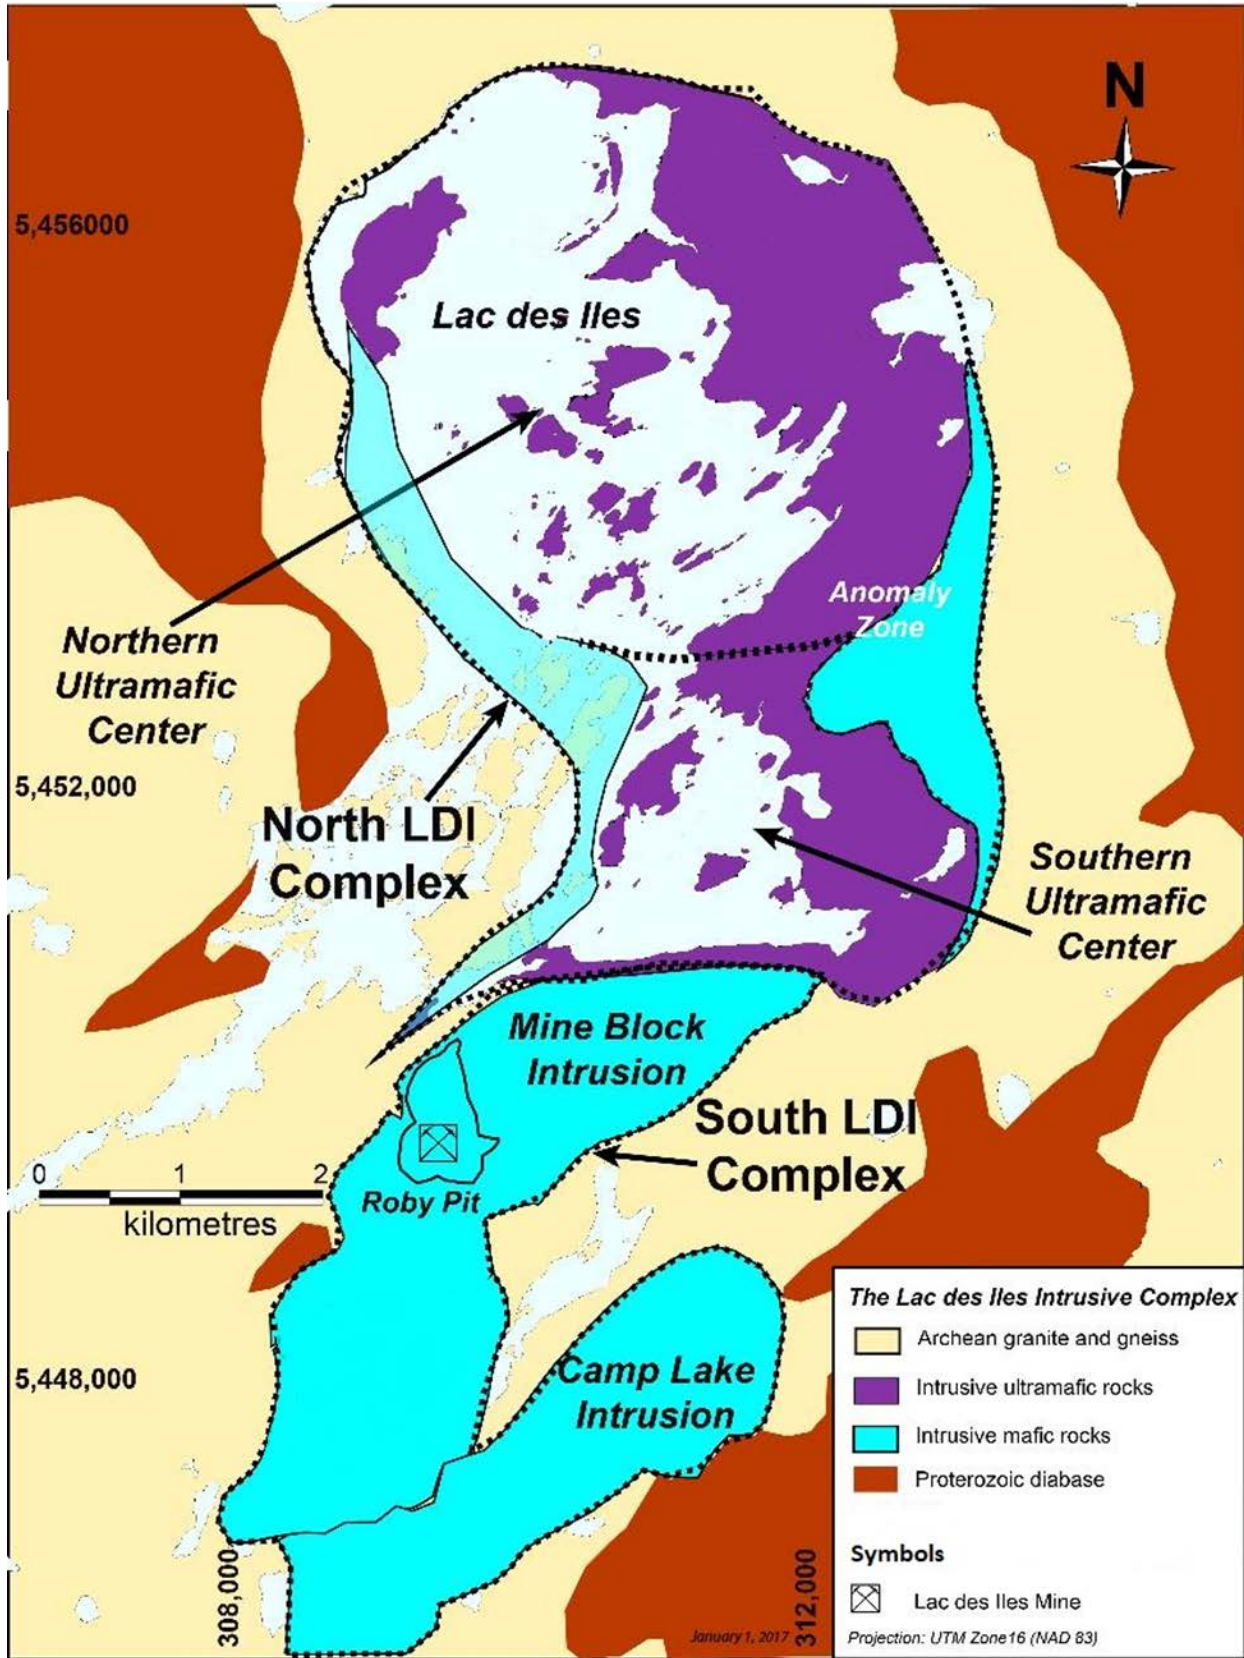 N
5,456000
Lac des Iles
Anomaly
Zone
Northern
Ultramafic
Center
5,452,000
North LDI
Complex
Southern
Ultramafic
Center
Mine Block
Intrusion
South LDI
Complex
0 1 2
kilometres
Roby Pit
5,448,000
Camp Lake
Intrusion
308,000
312,000
January 1, 2017
The Lac des Iles Intrusive Complex
Archean granite and gneiss
Intrusive ultramafic rocks
Intrusive mafic rocks
Proterozoic diabase
Symbols
Lac des Iles Mine
Projection: UTM Zone16 (NAD 83)